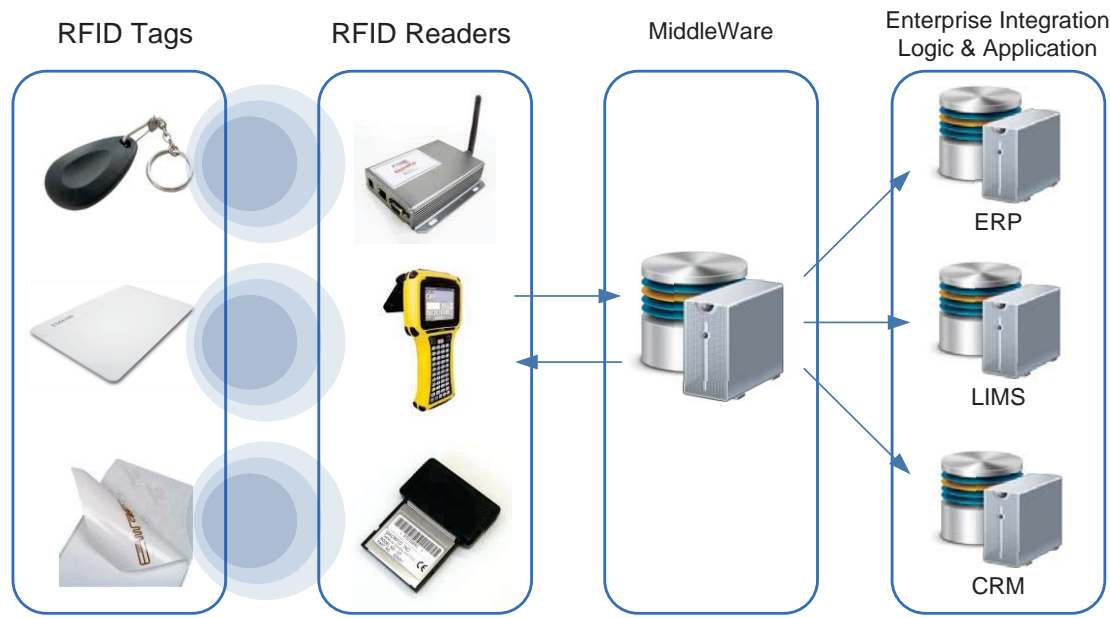 RFID Tags
RFID Readers
MiddleWare
Enterprise Integration
Logic & Application
ERP
LIMS
CRM